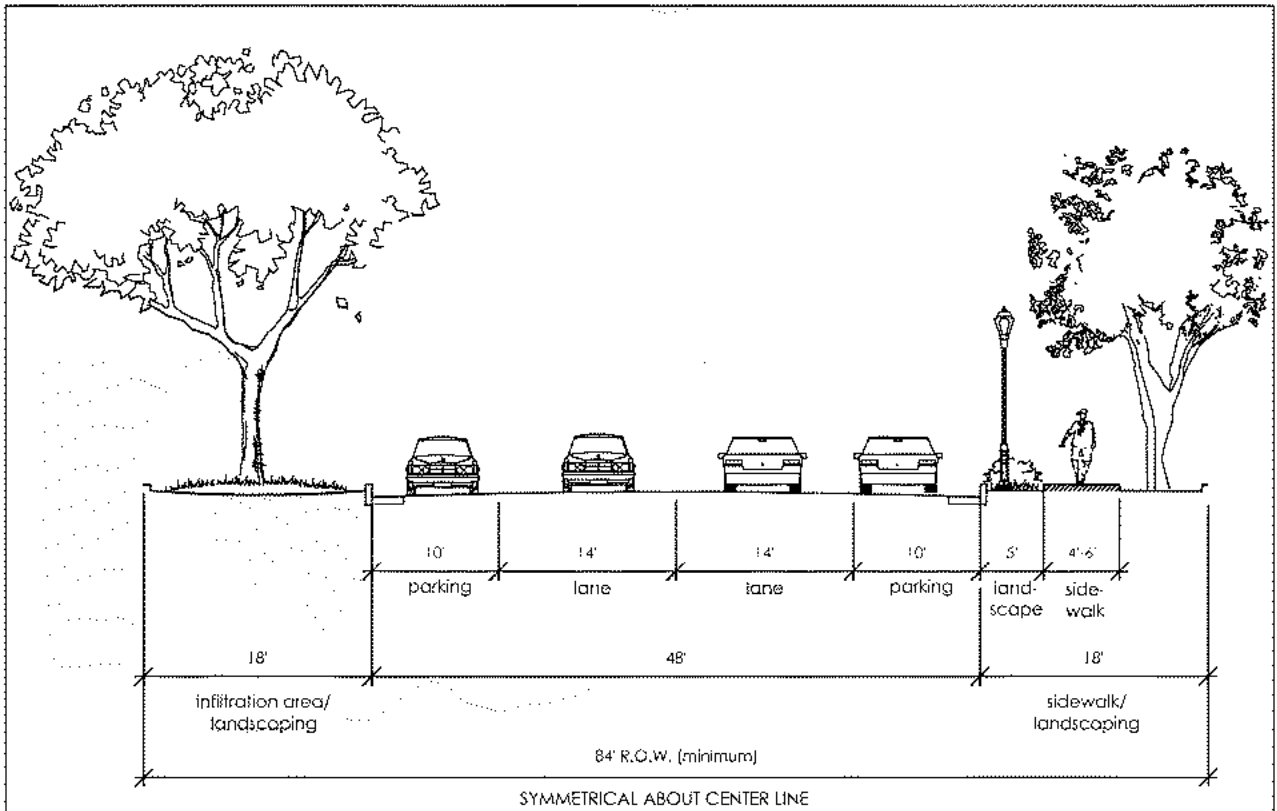 10'
14'
14'
10'
5'
4'-6'
parking
lane
lane
parking
land-
scape
side-
walk
18'
48'
18'
infiltration area/
landscaping
sidewalk/
landscaping
84' R.O.W. (minimum)
SYMMETRICAL ABOUT CENTER LINE